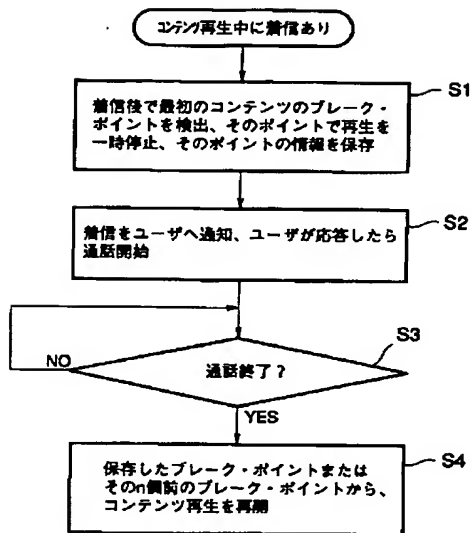 コンテンツ再生中に着信あり
S1
着信後で最初のコンテンツのブレーク・
ポイントを検出、そのポイントで再生を
一時停止、そのポイントの情報を保存
S2
着信をユーザへ通知、ユーザが応答したら
通話開始
S3
NO
通話終了？
YES
S4
保存したブレーク・ポイントまたは
そのn個前のブレーク・ポイントから、
コンテンツ再生を再開